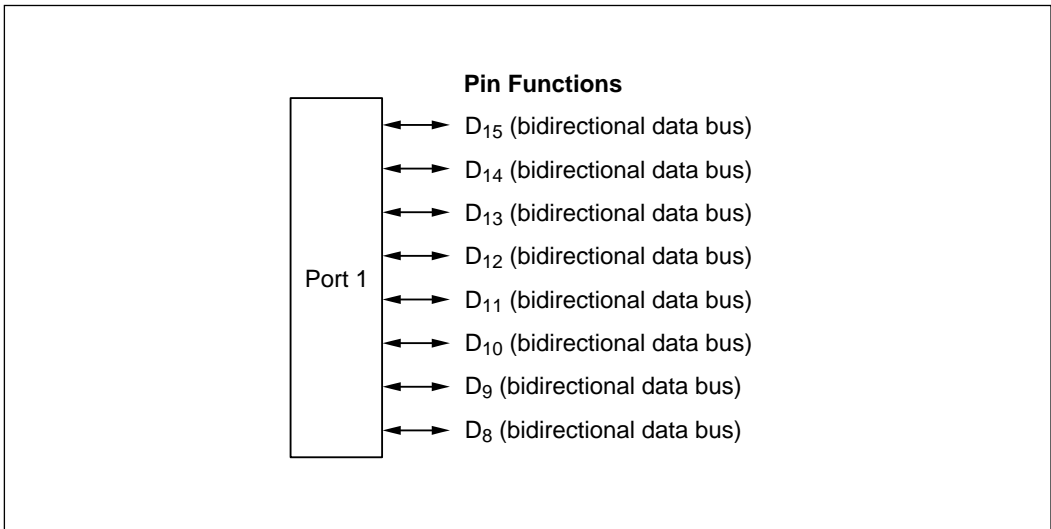 Pin Functions
D15 (bidirectional data bus)
D14 (bidirectional data bus)
D13 (bidirectional data bus)
D12 (bidirectional data bus)
Port 1
D11 (bidirectional data bus)
D10 (bidirectional data bus)
D9 (bidirectional data bus)
D8 (bidirectional data bus)